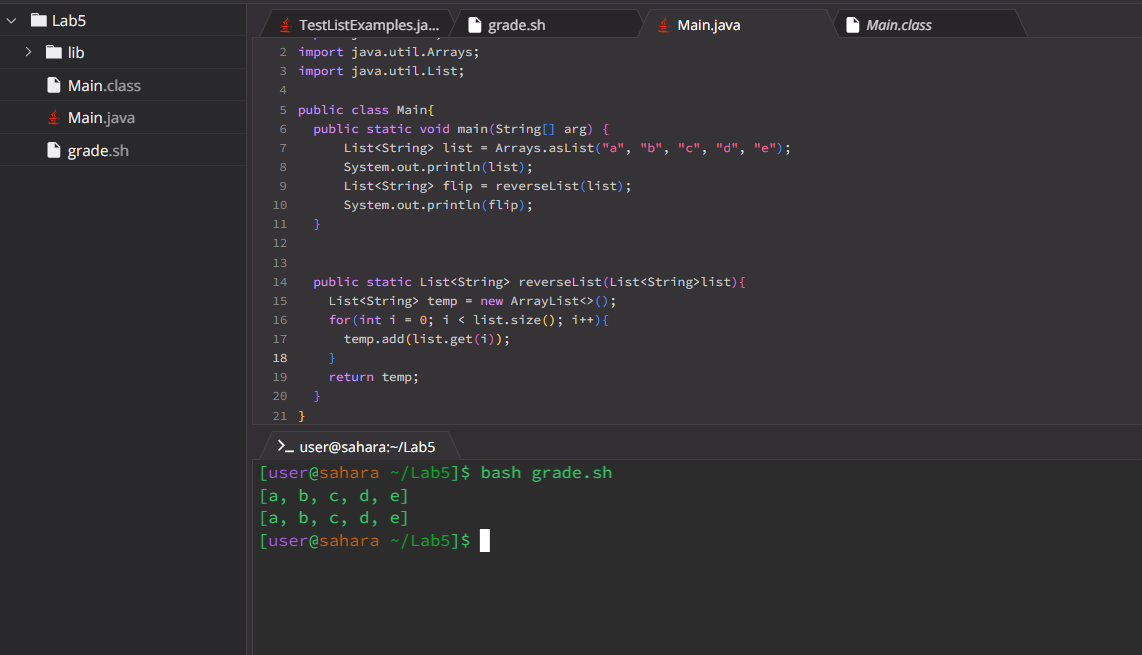 Lab5
lib
Main.class
Main.java
grade.sh
TestListExamples.ja... grade.sh Main.java Main.class
2 import java.util.Arrays;
3 import java.util.List;
4
5 public class Main{
6 public static void main(String[] arg) {
7 List<String> list = Arrays.asList("a", "b", "c", "d", "e");
8 System.out.println(list);
9 List<String> flip = reverseList(list);
10 System.out.println(flip);
11 }
12
13
14 public static List<String> reverseList(List<String>list){
15 List<String> temp = new ArrayList<>();
16 for(int i = 0; i < list.size(); i++){
17 temp.add(list.get(i));
18 }
19 return temp;
20 }
21 }
>_ user@sahara:~/Lab5
[user@sahara ~/Lab5]$ bash grade.sh
[a, b, c, d, e]
[a, b, c, d, e]
[user@sahara ~/Lab5]$